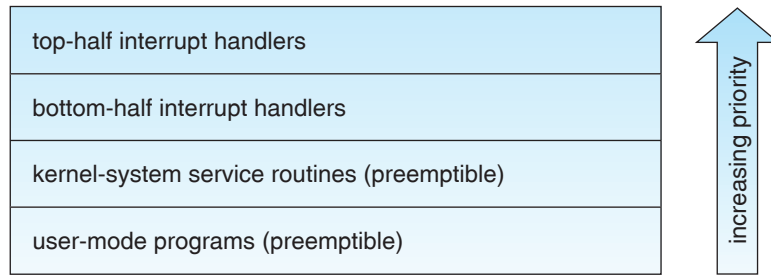 top-half interrupt handlers
bottom-half interrupt handlers
kernel-system service routines (preemptible)
user-mode programs (preemptible)
increasing priority